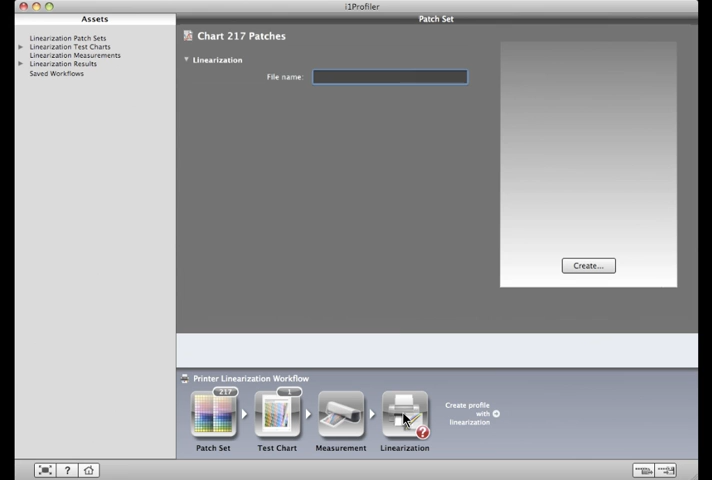 i1Profiler
Assets
Patch Set
Linearization Patch Sets
Linearization Test Charts
Linearization Measurements
Linearization Results
Saved Workflows
Chart 217 Patches
Linearization
File name:
Create...
Printer Linearization Workflow
217
1
?
Create profile
with
linearization
Patch Set
Test Chart
Measurement
Linearization
?